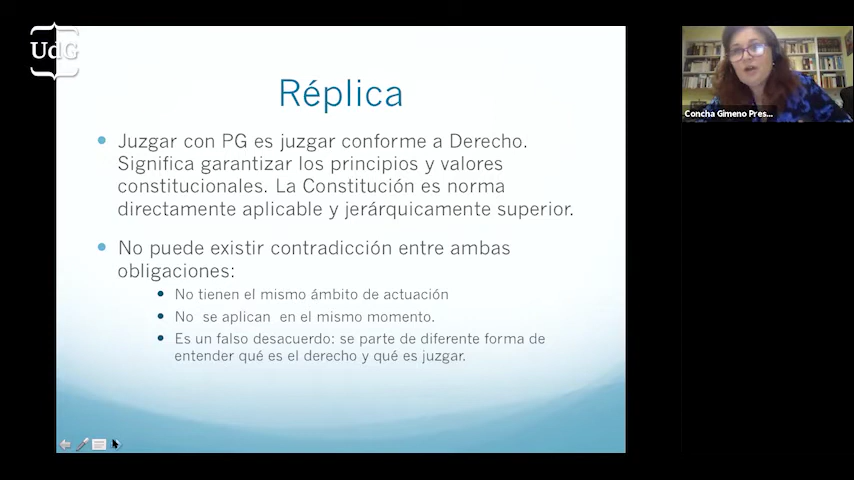 UdG
Réplica
Juzgar con PG es juzgar conforme a Derecho.
Significa garantizar los principios y valores
constitucionales. La Constitución es norma
directamente aplicable y jerárquicamente superior.
No puede existir contradicción entre ambas
obligaciones:
No tienen el mismo ámbito de actuación
No se aplican en el mismo momento.
Es un falso desacuerdo: se parte de diferente forma de
entender qué es el derecho y qué es juzgar.
Concha Gimeno Pres...